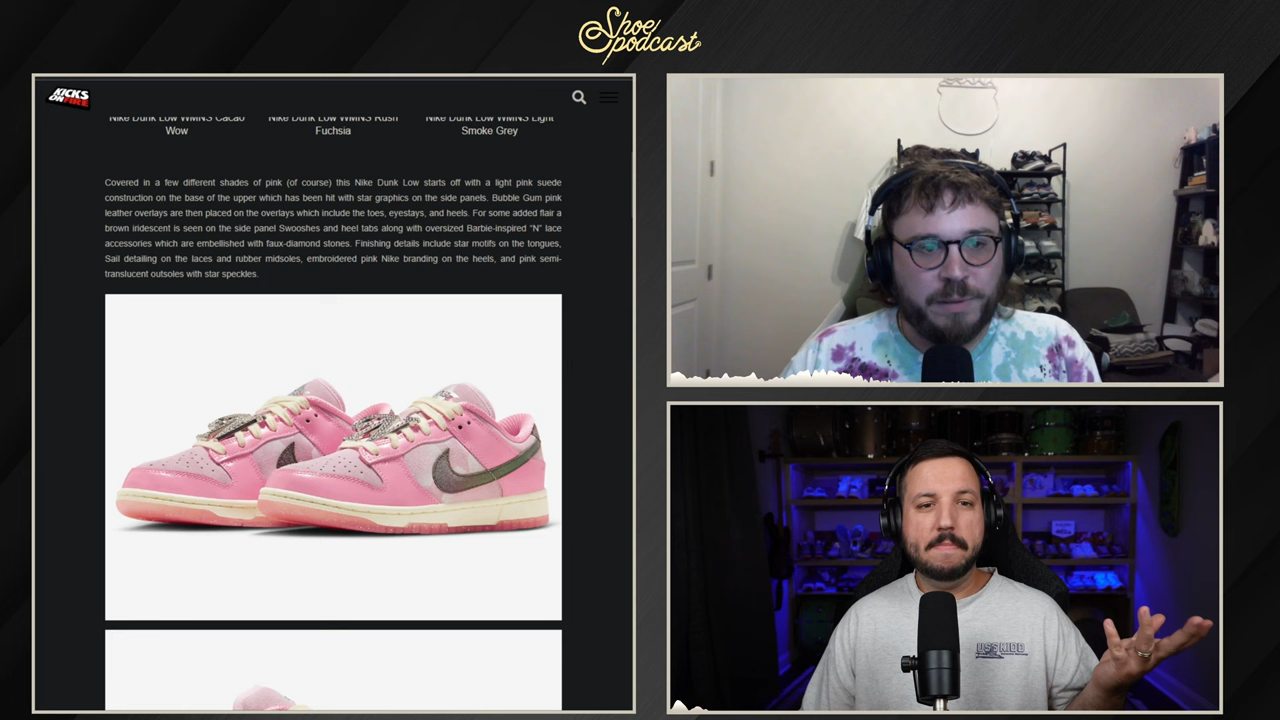 Shoe
podcast
KICKS
ON FIRE
Nike Dunk Low WMNS Cacao
Wow
Nike Dunk Low WMNS Rush
Fuchsia
Nike Dunk Low WMNS Light
Smoke Grey
Covered in a few different shades of pink (of course) this Nike Dunk Low starts off with a light pink suede
construction on the base of the upper which has been hit with star graphics on the side panels. Bubble Gum pink
leather overlays are then placed on the overlays which include the toes, eyestays, and heels. For some added flair a
brown iridescent is seen on the side panel Swooshes and heel tabs along with oversized Barbie-inspired "N" lace
accessories which are embellished with faux-diamond stones. Finishing details include star motifs on the tongues,
Sail detailing on the laces and rubber midsoles, embroidered pink Nike branding on the heels, and pink semi-
translucent outsoles with star speckles.
USS KIDD